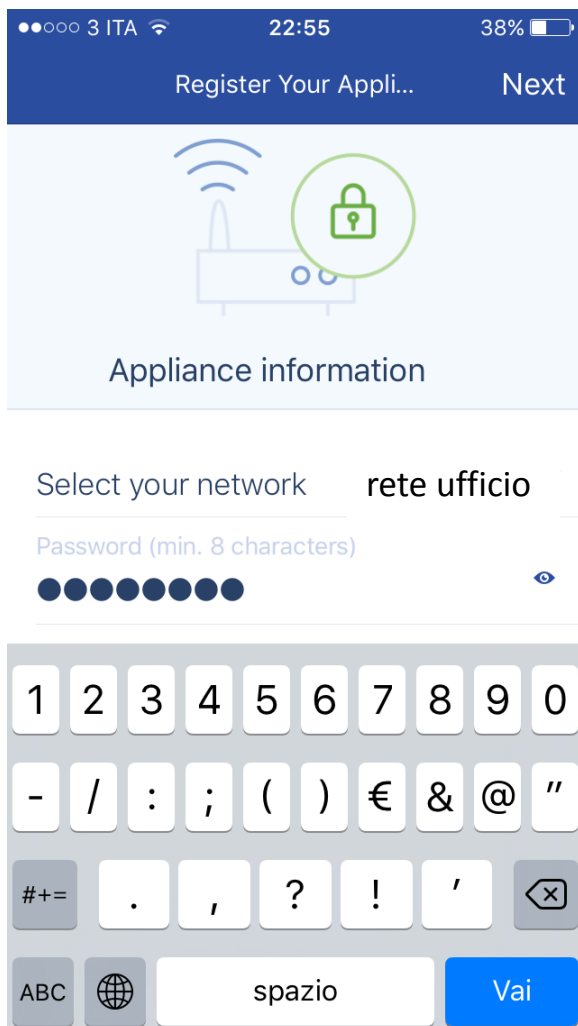 3 ITA 22:55 38%
Register Your Appli... Next
Appliance information
Select your network rete ufficio
Password (min. 8 characters)
1 2 3 4 5 6 7 8 9 0
- / : ; ( ) € & @ "
#+= . , ? ! '
ABC spazio Vai